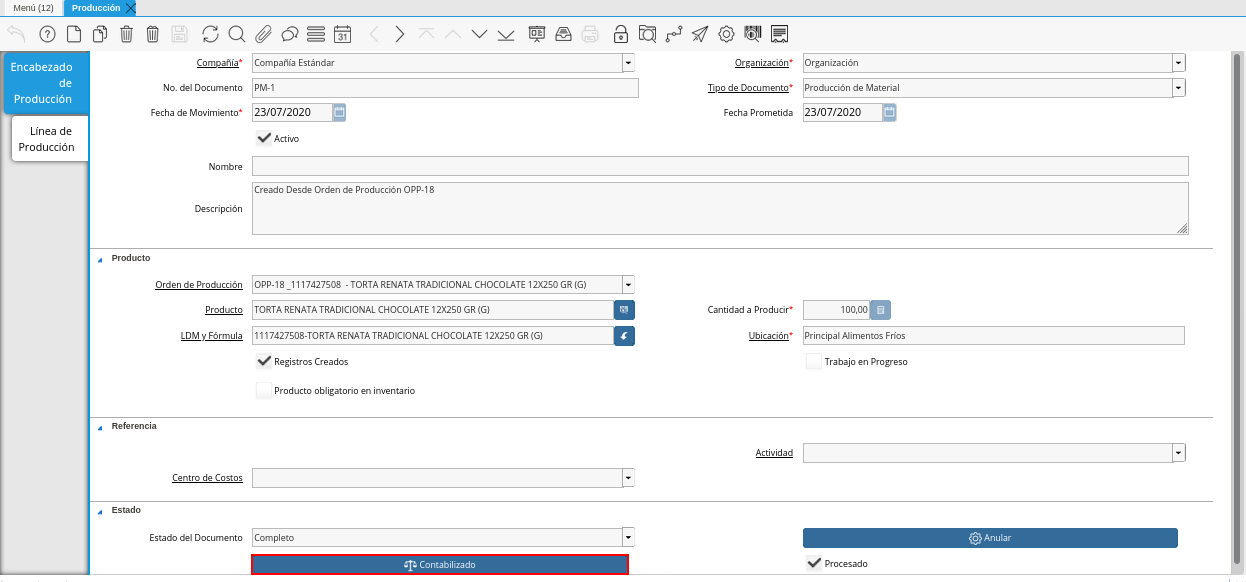 Menú (12)
Producción
31
Encabezado
de
Producción
Línea de
Producción
Compañía* Compañía Estándar
Organización* Organización
No. del Documento PM-1
Tipo de Documento* Producción de Material
Fecha de Movimiento* 23/07/2020
Fecha Prometida 23/07/2020
Activo
Nombre
Descripción Creado Desde Orden de Producción OPP-18
Producto
Orden de Producción OPP-18 _1117427508 - TORTA RENATA TRADICIONAL CHOCOLATE 12X250 GR (G)
Producto TORTA RENATA TRADICIONAL CHOCOLATE 12X250 GR (G)
Cantidad a Producir* 100,00
LDM y Fórmula 1117427508-TORTA RENATA TRADICIONAL CHOCOLATE 12X250 GR (G)
Ubicación* Principal Alimentos Fríos
Registros Creados
Trabajo en Progreso
Producto obligatorio en inventario
Referencia
Actividad
Centro de Costos
Estado
Estado del Documento Completo
Anular
Contabilizado
Procesado